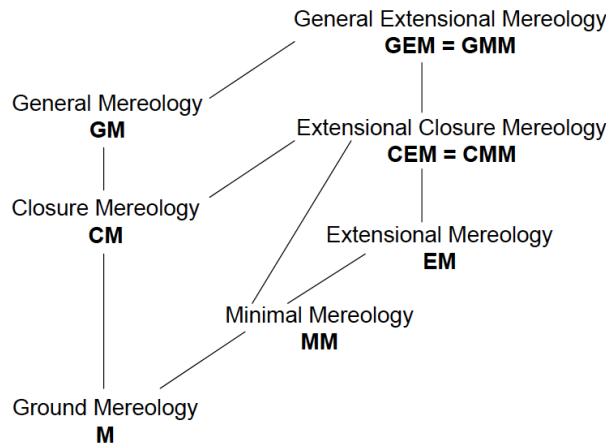 General Extensional Mereology
GEM = GMM
General Mereology
GM
Extensional Closure Mereology
CEM = CMM
Closure Mereology
CM
Extensional Mereology
EM
Minimal Mereology
MM
Ground Mereology
M